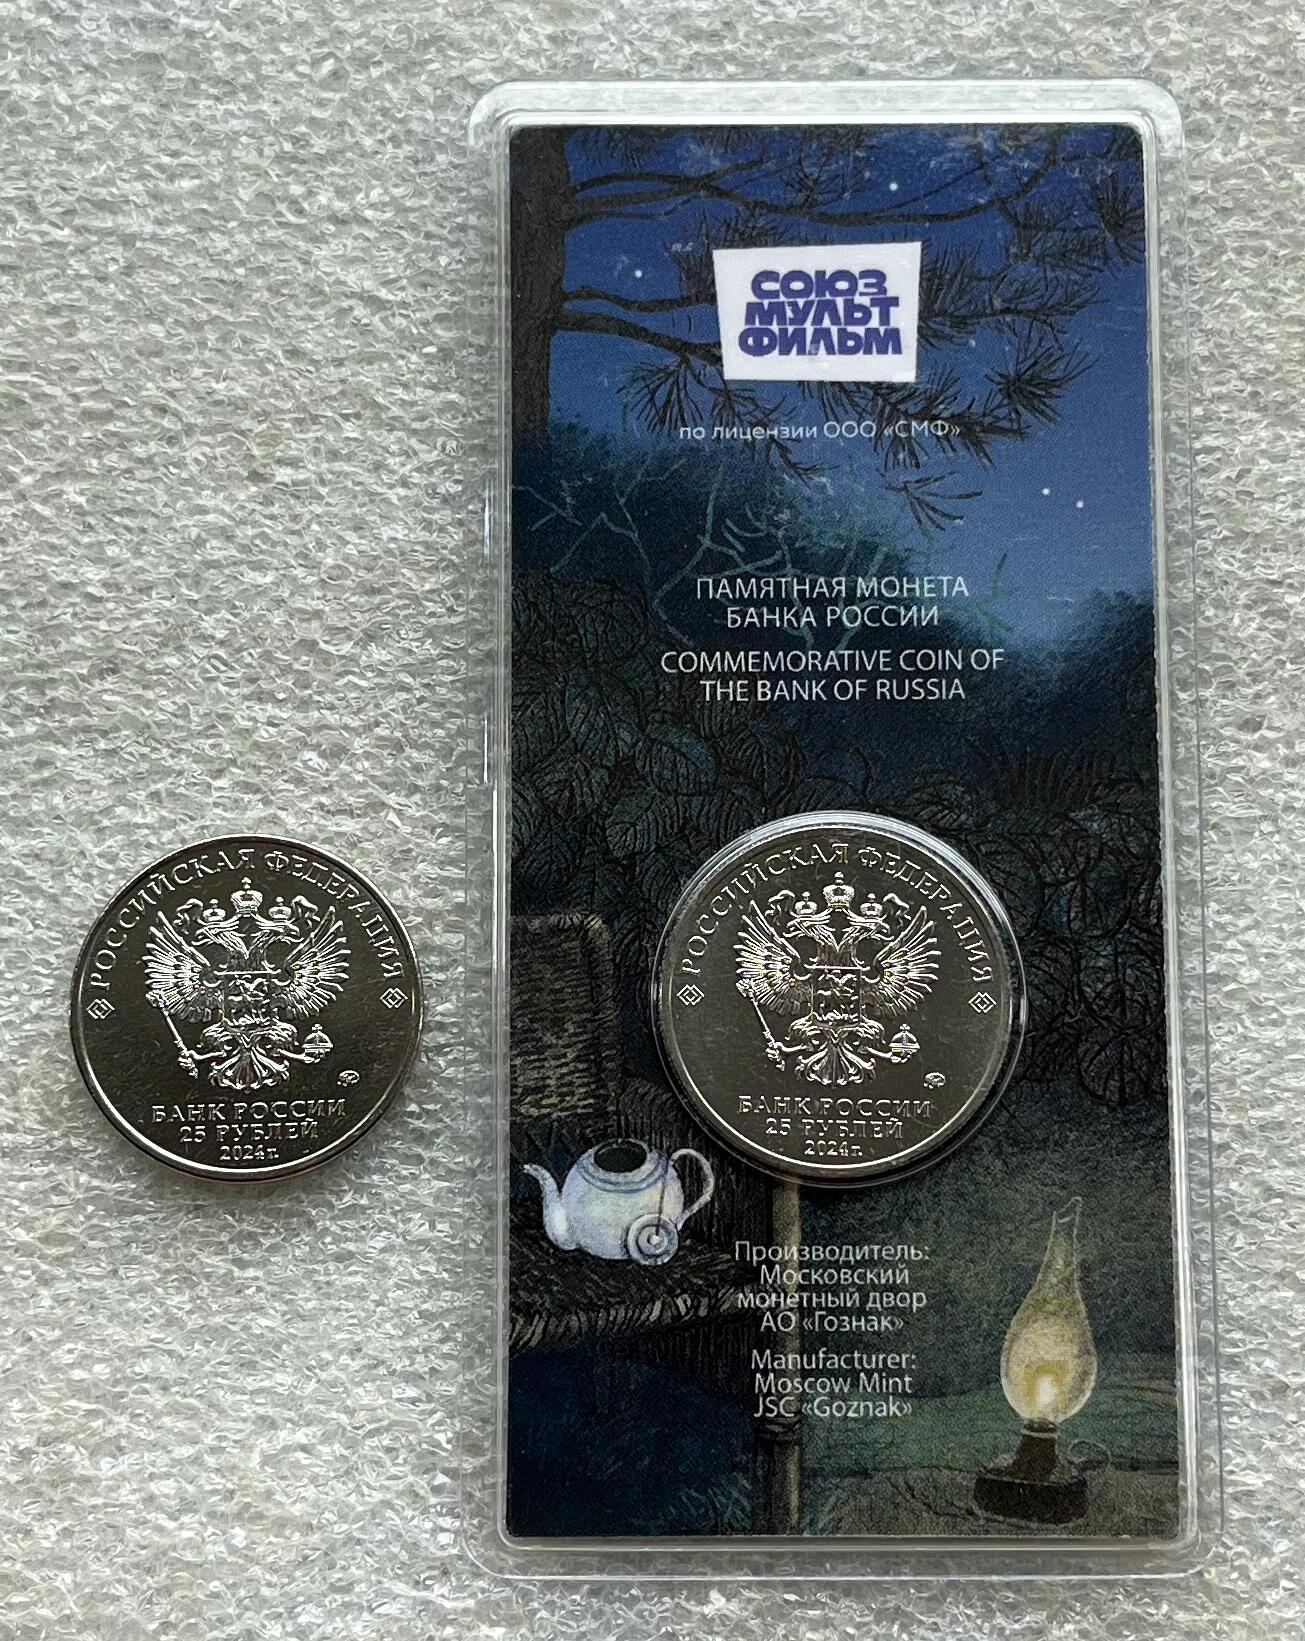 СОЮЗ
МУЛЬТ
ФИЛЬМ
по лицензии ООО «СМФ»
ПАМЯТНАЯ МОНЕТА
БАНКА РОССИИ
COMMEMORATIVE COIN OF
THE BANK OF RUSSIA
РОССИЙСКАЯ ФЕДЕРАЦИЯ
БАНК РОССИИ
25 РУБЛЕЙ
2024 г.
РОССИЙСКАЯ ФЕДЕРАЦИЯ
БАНК РОССИИ
25 РУБЛЕЙ
2024 г.
Производитель:
Московский
монетный двор
АО «Гознак»
Manufacturer:
Moscow Mint
JSC «Goznak»